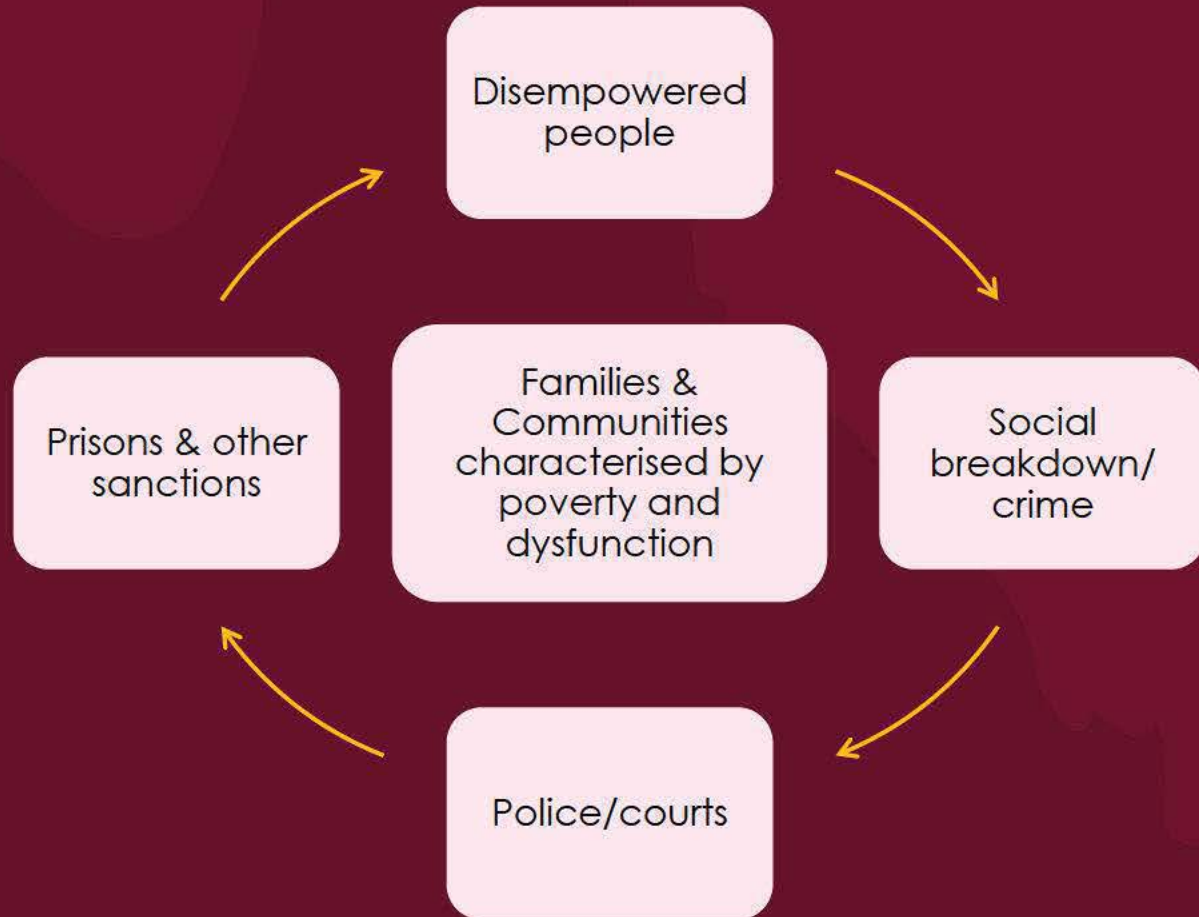 Disempowered
people
Prisons & other
sanctions
Families &
Communities
characterised by
poverty and
dysfunction
Social
breakdown/
crime
Police/courts